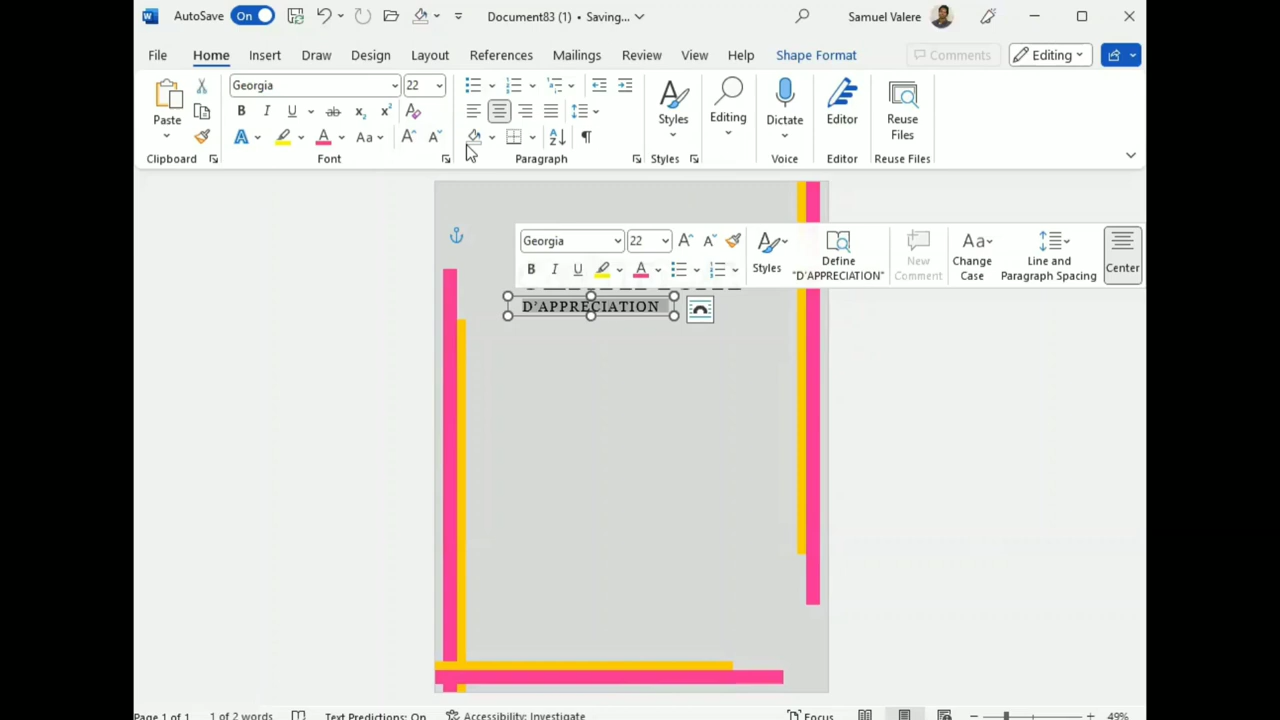 AutoSave On Document83 (1) • Saving... Samuel Valere
File Home Insert Draw Design Layout References Mailings Review View Help Shape Format Comments Editing
Georgia 22
Paste Styles Editing Dictate Editor Reuse Files
Clipboard Font Paragraph Styles Voice Editor Reuse Files
Georgia 22
Styles Define "D'APPRECIATION" New Comment Change Case Line and Paragraph Spacing Center
D'APPRECIATION
Page 1 of 1 1 of 2 words Text Predictions: On Accessibility: Investigate Focus 49%